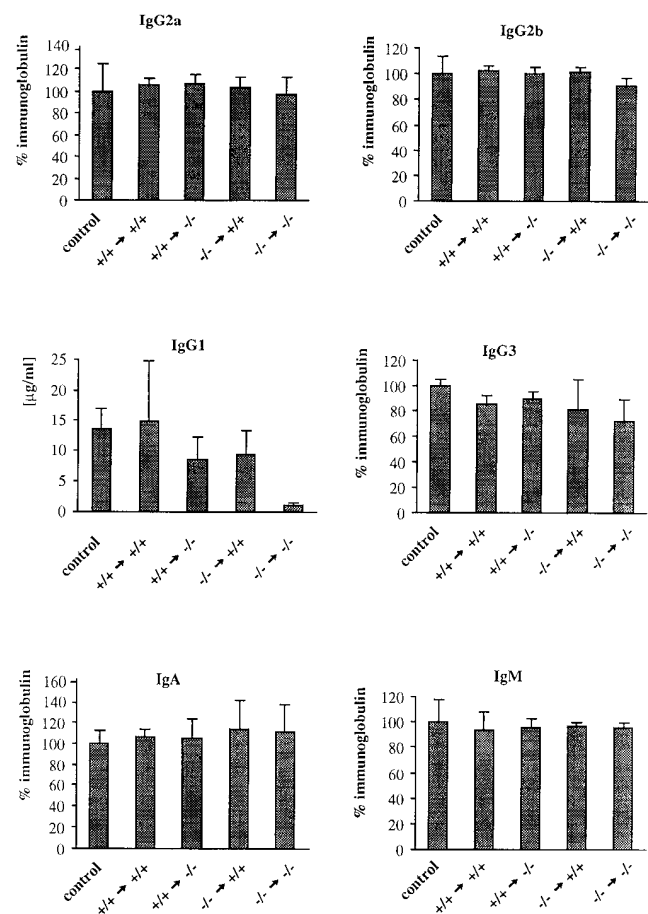 IgG2a
% immunoglobulin
140
120
100
80
60
40
20
0
control
+/+ ➚ +/+
+/+ ➚ -/-
-/- ➚ +/+
-/- ➚ -/-
IgG2b
% immunoglobulin
120
100
80
60
40
20
0
control
+/+ ➚ +/+
+/+ ➚ -/-
-/- ➚ +/+
-/- ➚ -/-
IgG1
[µg/ml]
25
20
15
10
5
0
control
+/+ ➚ +/+
+/+ ➚ -/-
-/- ➚ +/+
-/- ➚ -/-
IgG3
% immunoglobulin
120
100
80
60
40
20
0
control
+/+ ➚ +/+
+/+ ➚ -/-
-/- ➚ +/+
-/- ➚ -/-
IgA
% immunoglobulin
160
140
120
100
80
60
40
20
0
control
+/+ ➚ +/+
+/+ ➚ -/-
-/- ➚ +/+
-/- ➚ -/-
IgM
% immunoglobulin
120
100
80
60
40
20
0
control
+/+ ➚ +/+
+/+ ➚ -/-
-/- ➚ +/+
-/- ➚ -/-